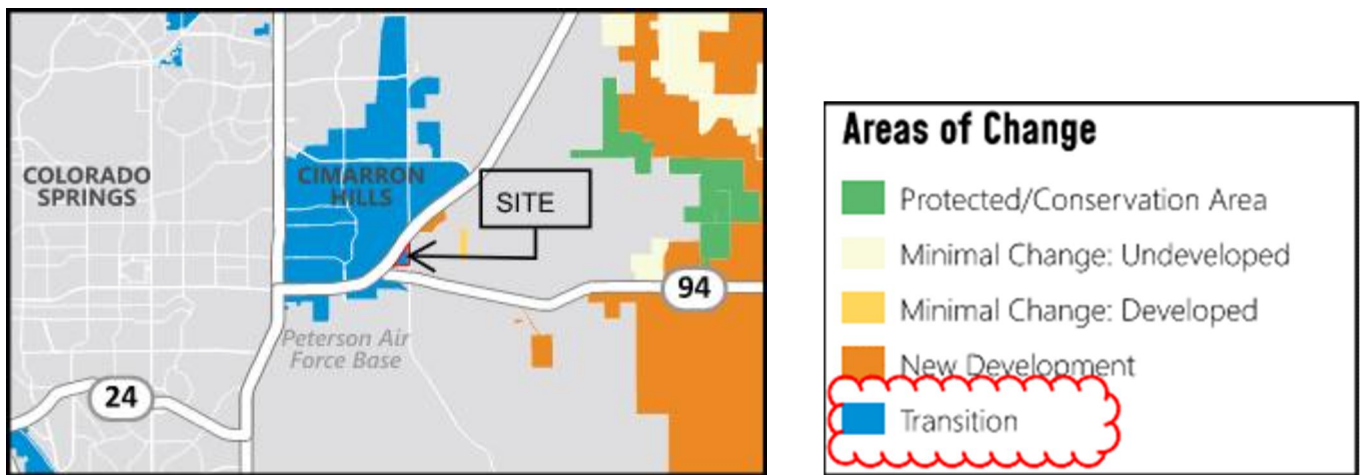 COLORADO
SPRINGS
CIMARRON
HILLS
SITE
94
Peterson Air
Force Base
24
Areas of Change
Protected/Conservation Area
Minimal Change: Undeveloped
Minimal Change: Developed
New Development
Transition